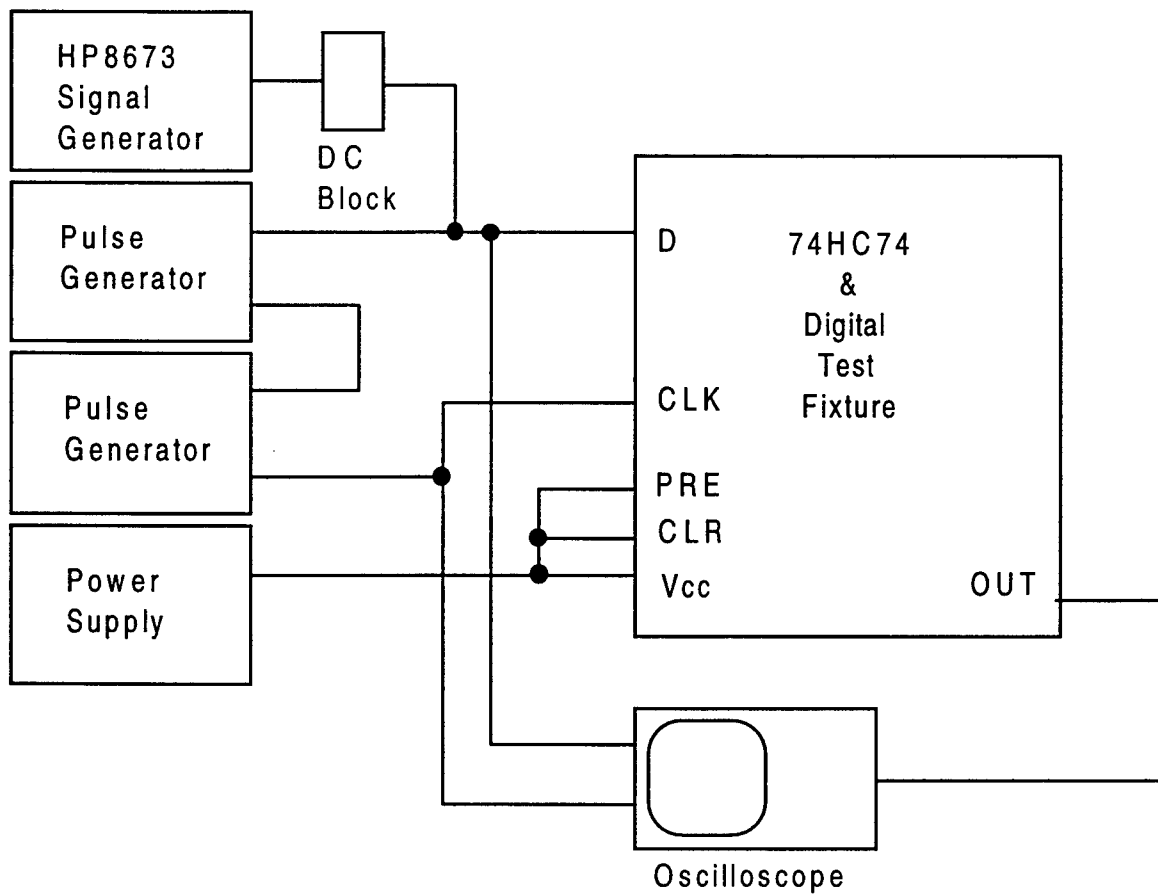 HP8673
Signal
Generator
DC
Block
Pulse
Generator
Pulse
Generator
Power
Supply
D
CLK
PRE
CLR
Vcc
74HC74
&
Digital
Test
Fixture
OUT
Oscilloscope